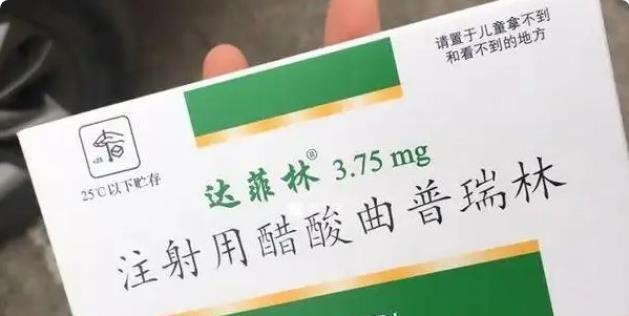 请置于儿童拿不到
和看不到的地方
25℃以下贮存
达菲林® 3.75 mg
注射用醋酸曲普瑞林